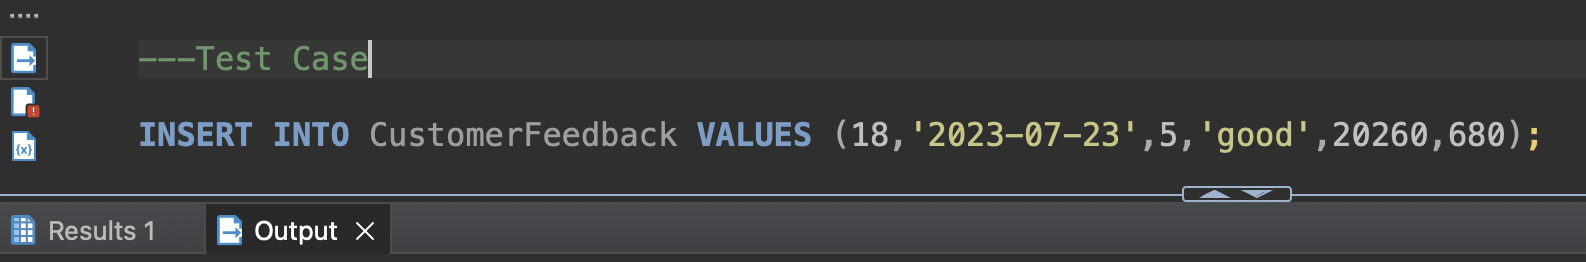 ---Test Case
INSERT INTO CustomerFeedback VALUES (18,'2023-07-23',5,'good',20260,680);
Results 1
Output